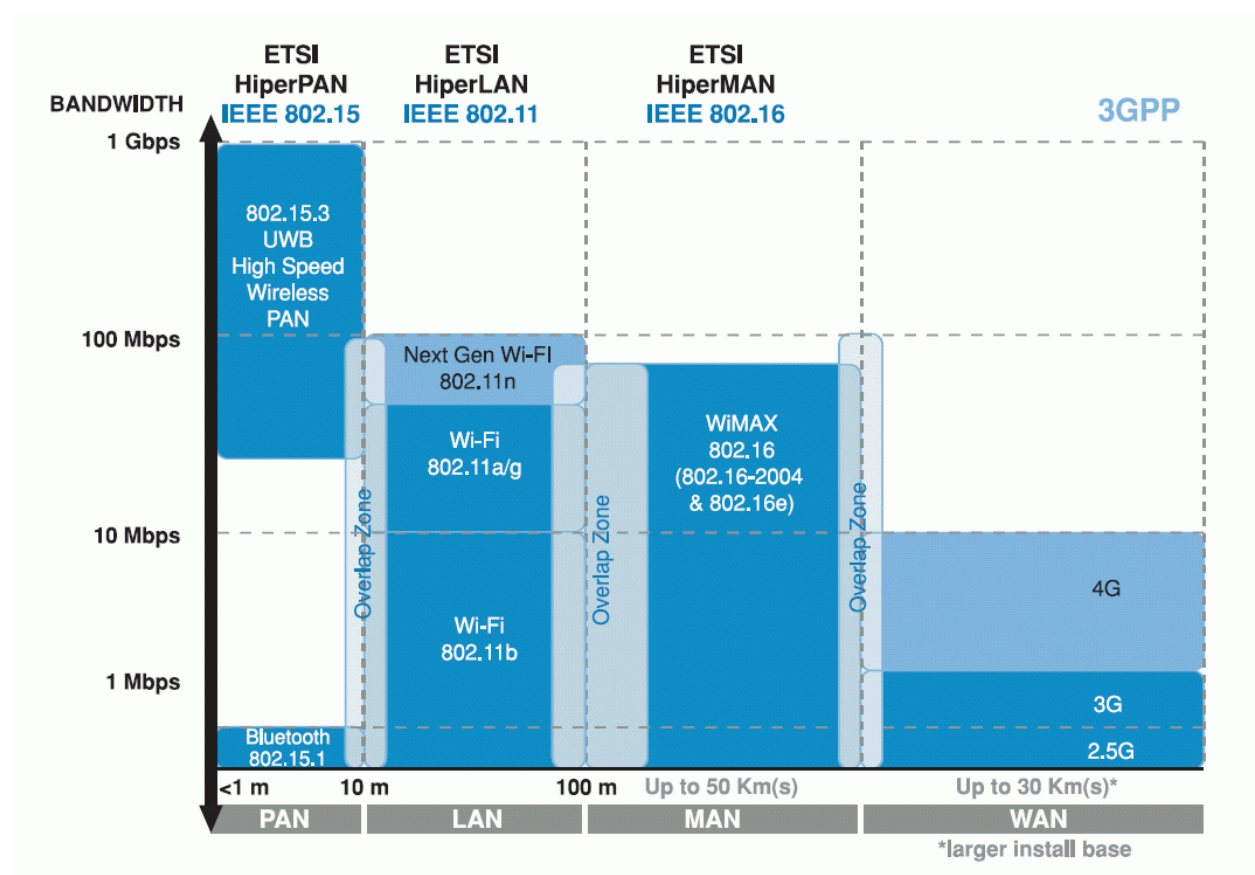 ETSI
HiperPAN
IEEE 802.15
ETSI
HiperLAN
IEEE 802.11
ETSI
HiperMAN
IEEE 802.16
3GPP
BANDWIDTH
1 Gbps
100 Mbps
10 Mbps
1 Mbps
802.15.3
UWB
High Speed
Wireless
PAN
Bluetooth
802.15.1
Overlap Zone
Next Gen Wi-FI
802.11n
Wi-Fi
802.11a/g
Wi-Fi
802.11b
Overlap Zone
WiMAX
802.16
(802.16-2004
& 802.16e)
Overlap Zone
4G
3G
2.5G
<1 m
10 m
100 m
Up to 50 Km(s)
Up to 30 Km(s)*
PAN
LAN
MAN
WAN
*larger install base